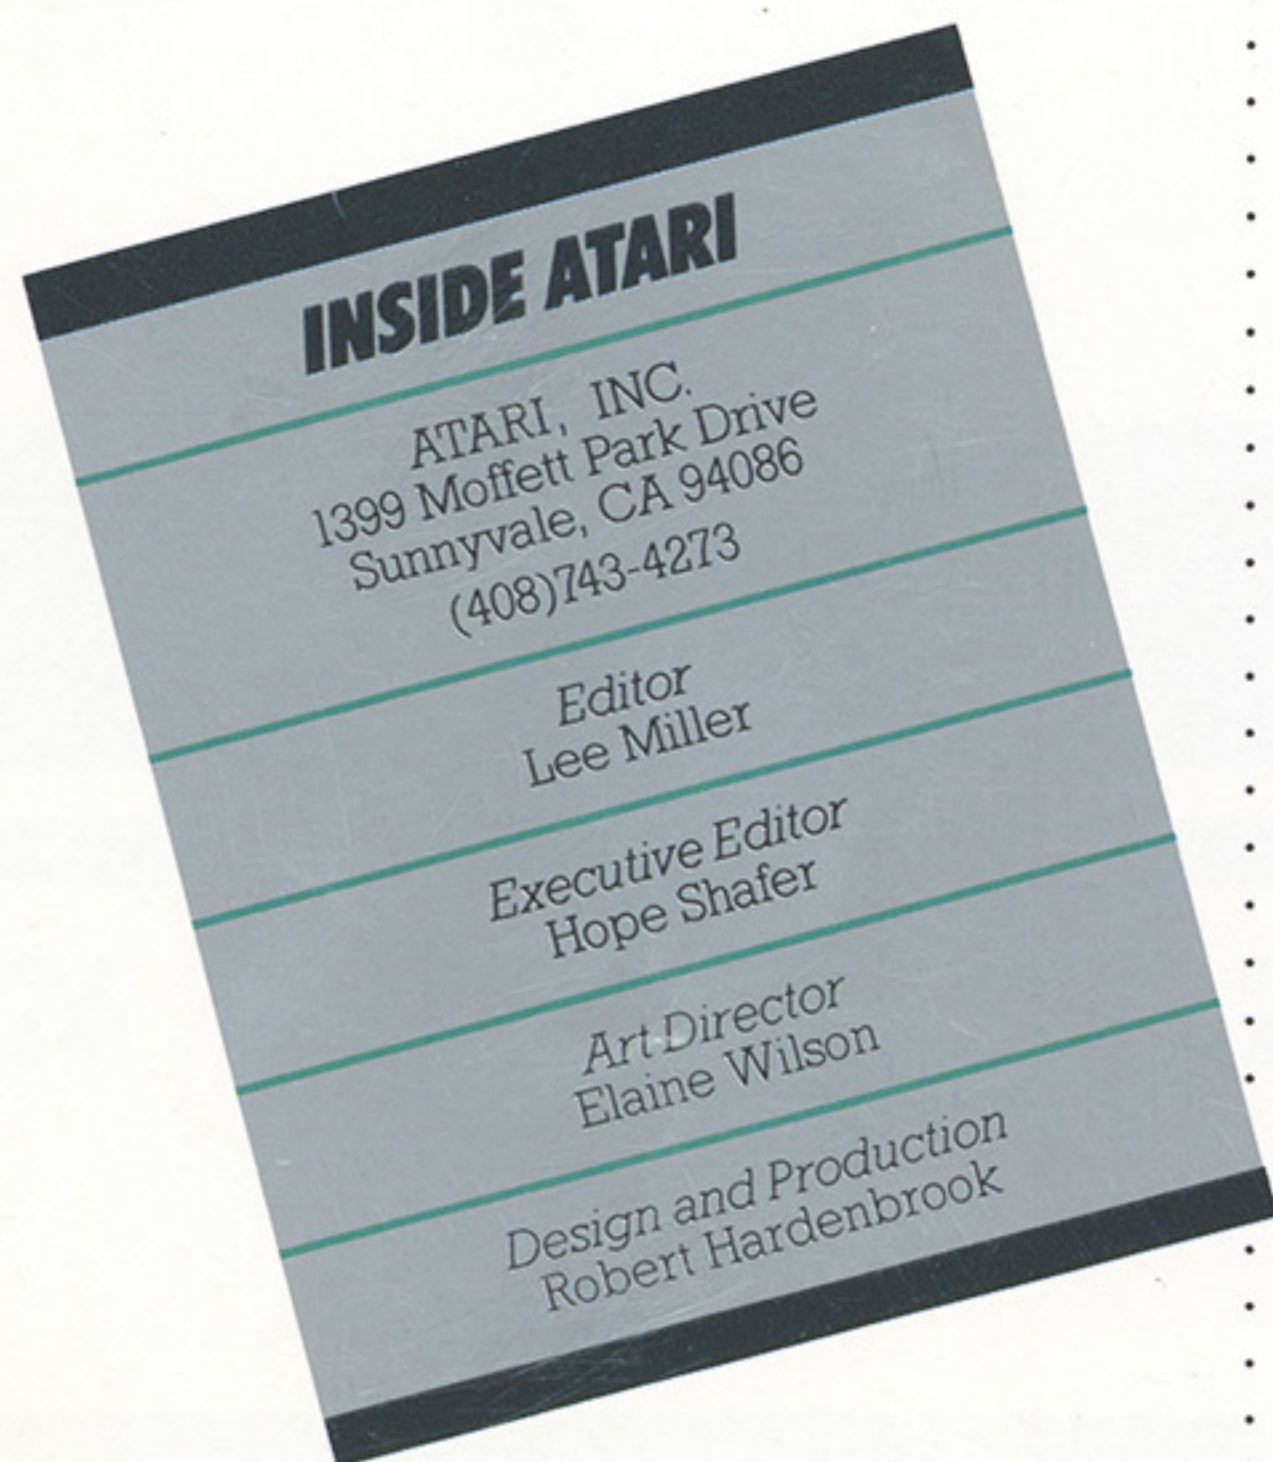 INSIDE ATARI
ATARI, INC.
1399 Moffett Park Drive
Sunnyvale, CA 94086
(408)743-4273
Editor
Lee Miller
Executive Editor
Hope Shafer
Art Director
Elaine Wilson
Design and Production
Robert Hardenbrook